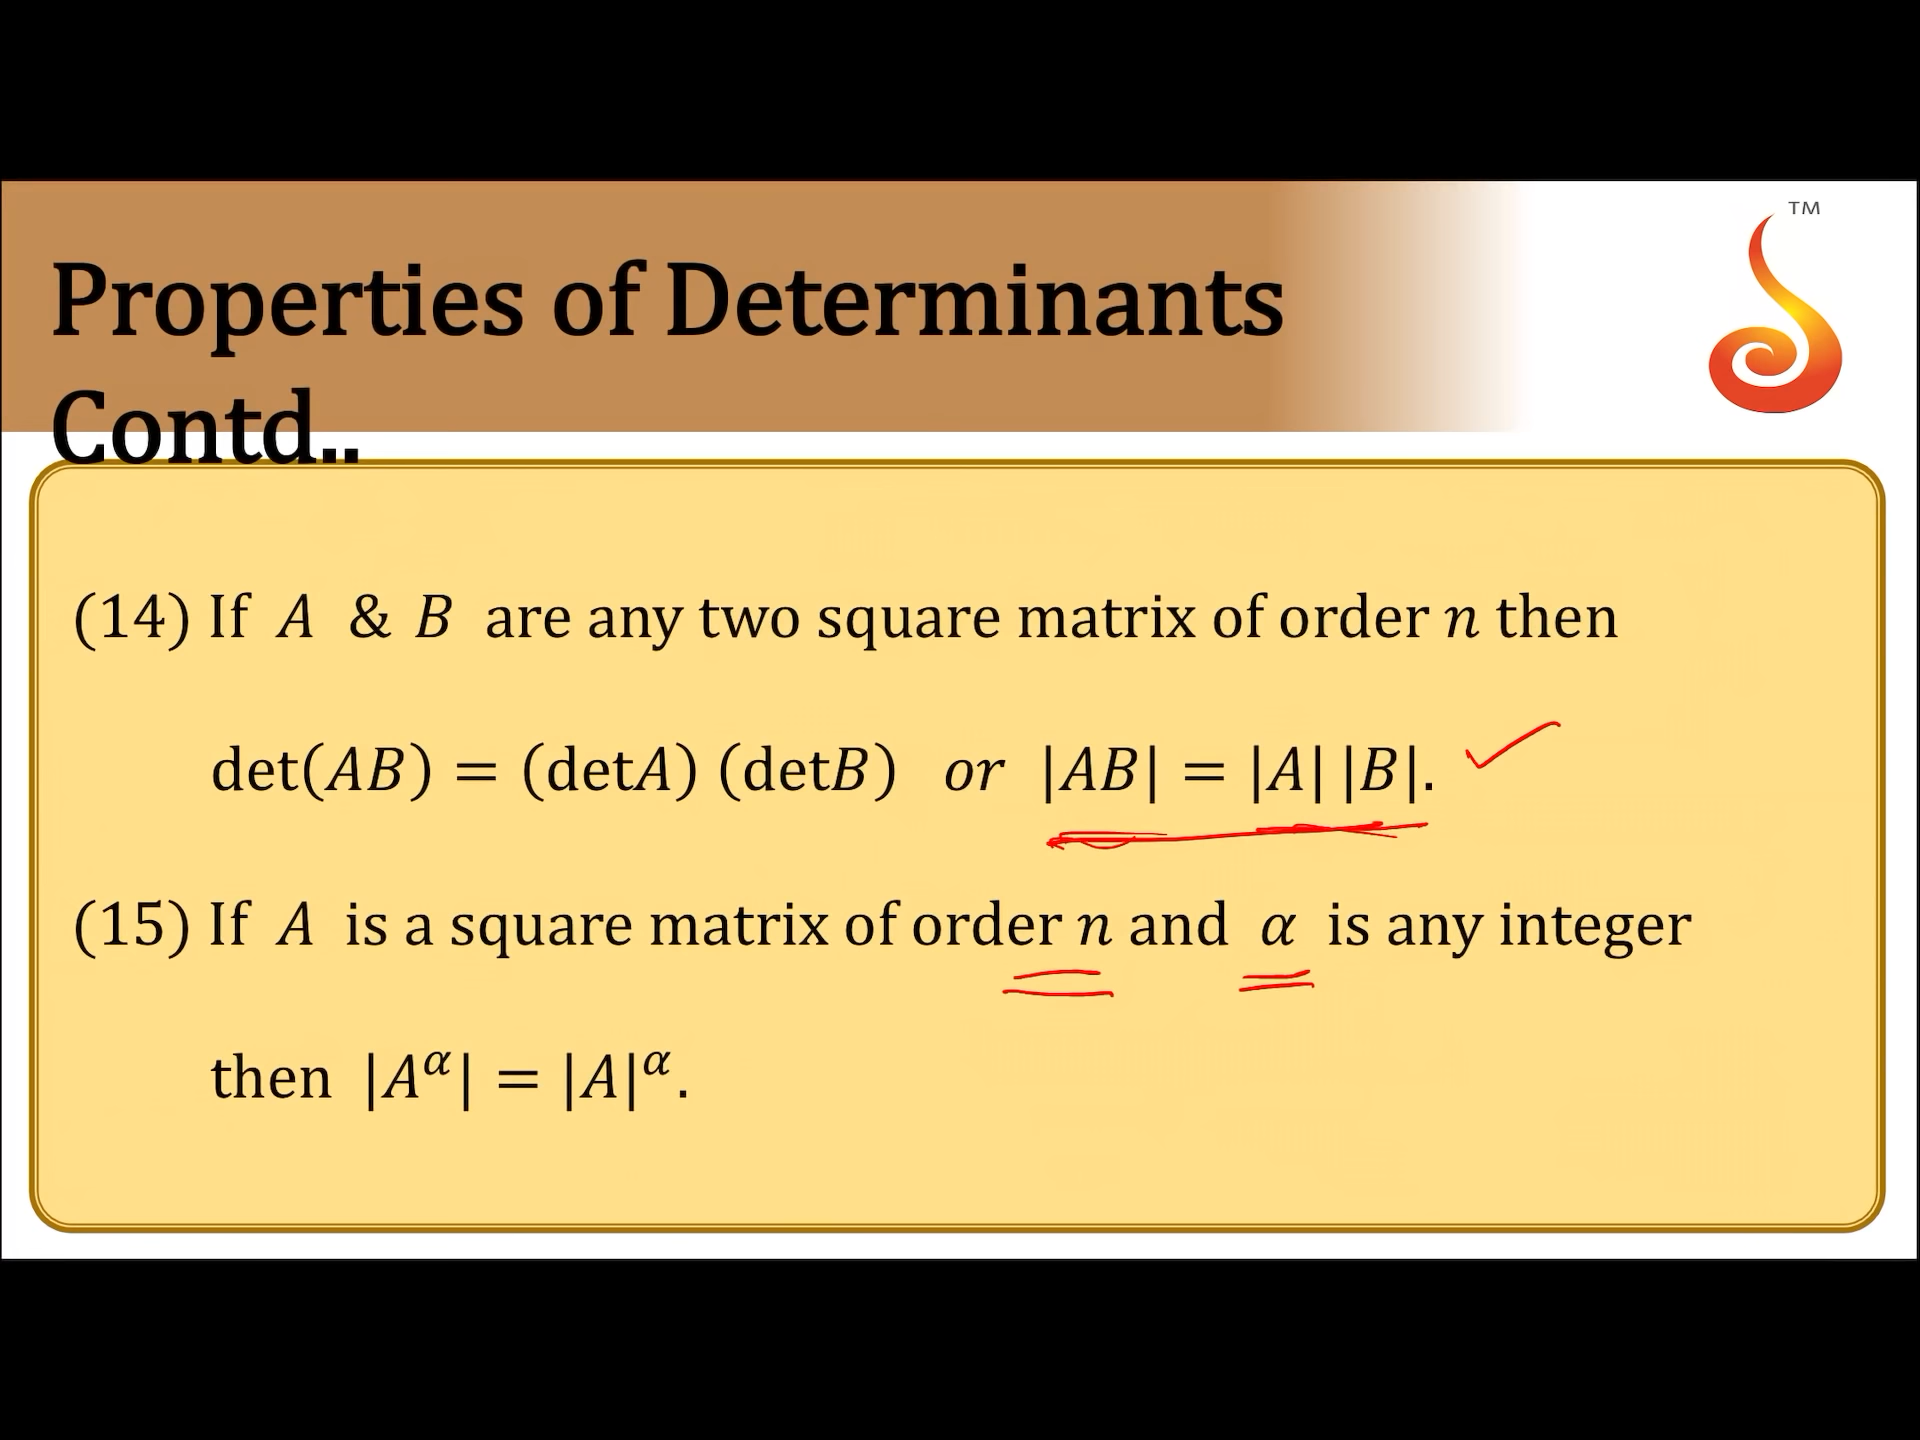 TM
Properties of Determinants
Contd..
(14) If A & B are any two square matrix of order n then
det(AB) = (detA) (detB) or |AB| = |A| |B|.
(15) If A is a square matrix of order n and α is any integer
then |A^α| = |A|^α.